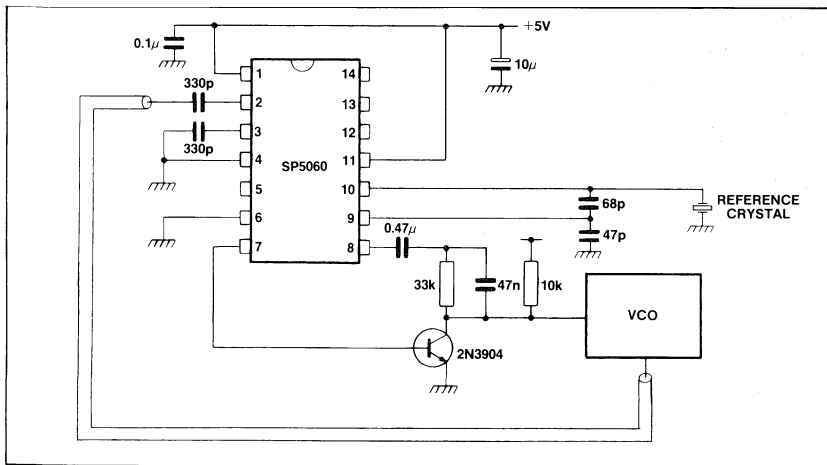 +5V
0.1μ
10μ
1
14
330p
2
13
3
12
330p
4
SP5060
11
5
10
68p
REFERENCE
CRYSTAL
6
9
47p
0.47μ
7
8
33k
47n
10k
VCO
2N3904